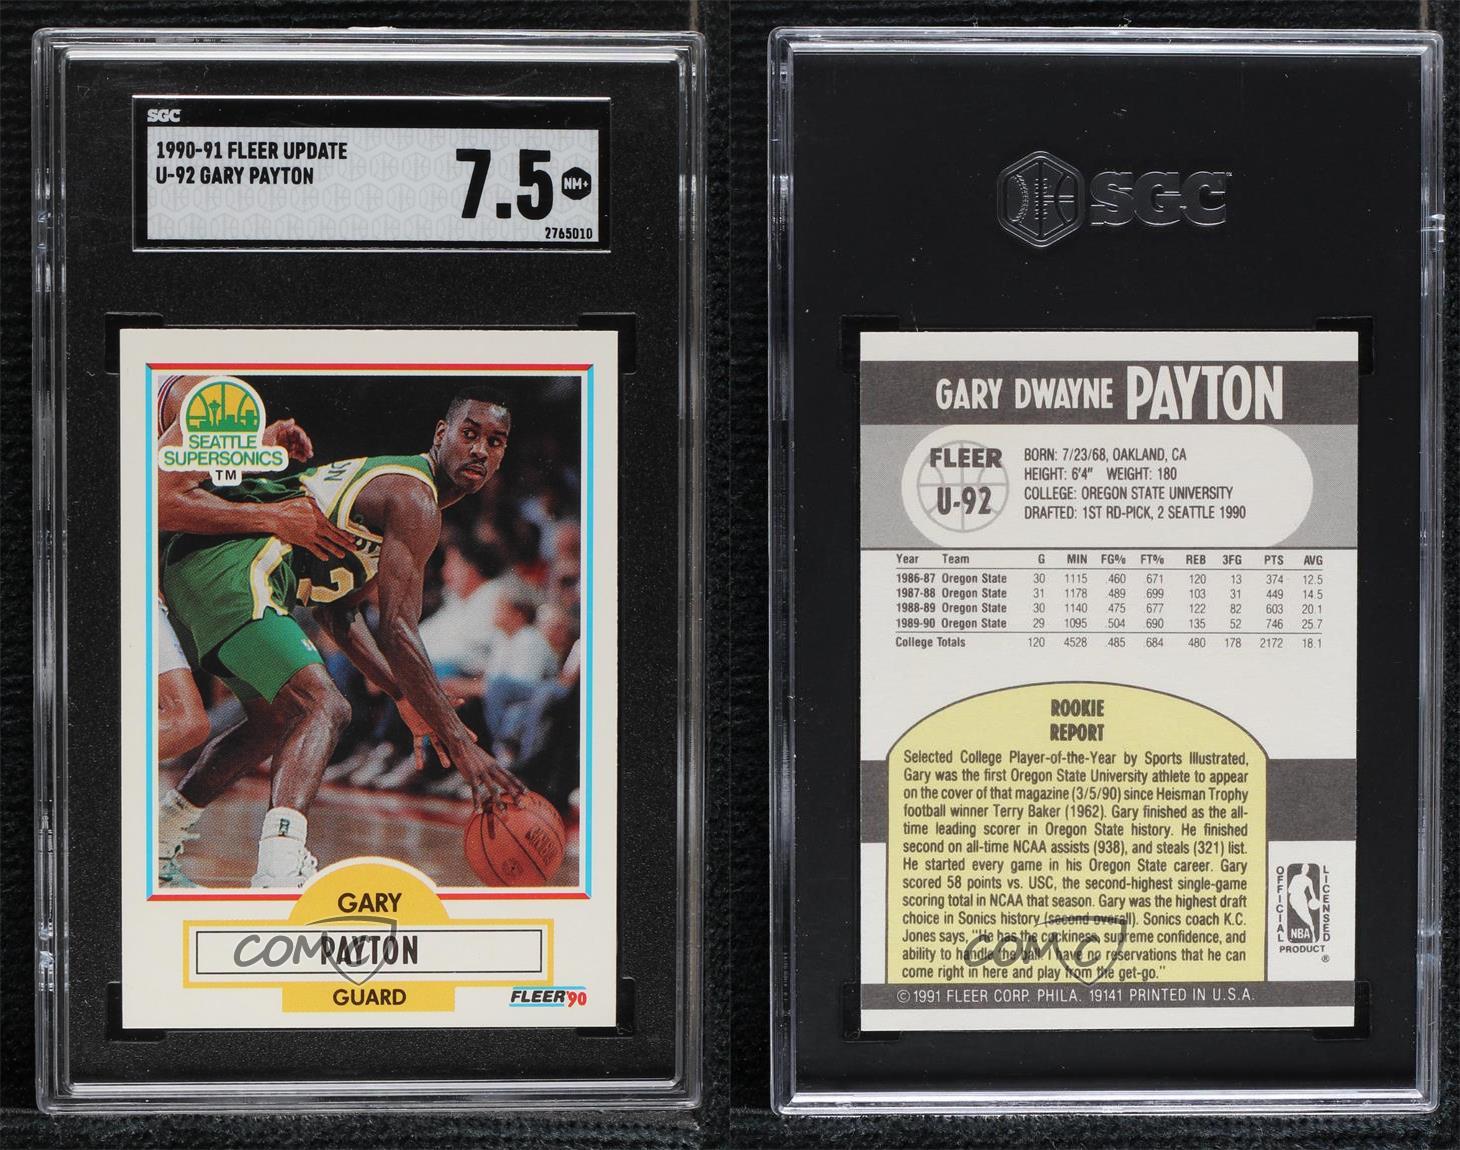 SGC
1990-91 FLEER UPDATE
U-92 GARY PAYTON
7.5 NM+
2765010
SEATTLE
SUPERSONICS
TM
GARY
PAYTON
GUARD
FLEER '90
COMC
SGC
GARY DWAYNE PAYTON
FLEER
U-92
BORN: 7/23/68, OAKLAND, CA
HEIGHT: 6'4" WEIGHT: 180
COLLEGE: OREGON STATE UNIVERSITY
DRAFTED: 1ST RD-PICK, 2 SEATTLE 1990
Year Team G MIN FG% FT% REB 3FG PTS AVG
1986-87 Oregon State 30 1115 .460 .671 120 13 374 12.5
1987-88 Oregon State 31 1178 .489 .699 103 31 449 14.5
1988-89 Oregon State 30 1140 .475 .677 122 82 603 20.1
1989-90 Oregon State 29 1095 .504 .690 135 52 746 25.7
College Totals 120 4528 .485 .684 480 178 2172 18.1
ROOKIE
REPORT
Selected College Player-of-the-Year by Sports Illustrated,
Gary was the first Oregon State University athlete to appear
on the cover of that magazine (3/5/90) since Heisman Trophy
football winner Terry Baker (1962). Gary finished as the all-
time leading scorer in Oregon State history. He finished
second on all-time NCAA assists (938), and steals (321) list.
He started every game in his Oregon State career. Gary
scored 58 points vs. USC, the second-highest single-game
scoring total in NCAA that season. Gary was the highest draft
choice in Sonics history (second overall). Sonics coach K.C.
Jones says, "He has the cockiness, supreme confidence, and
ability to handle the ball. I have no reservations that he can
come right in here and play from the get-go."
COMC
OFFICIAL
LICENSED
NBA
PRODUCT
®
© 1991 FLEER CORP. PHILA. 19141 PRINTED IN U.S.A.